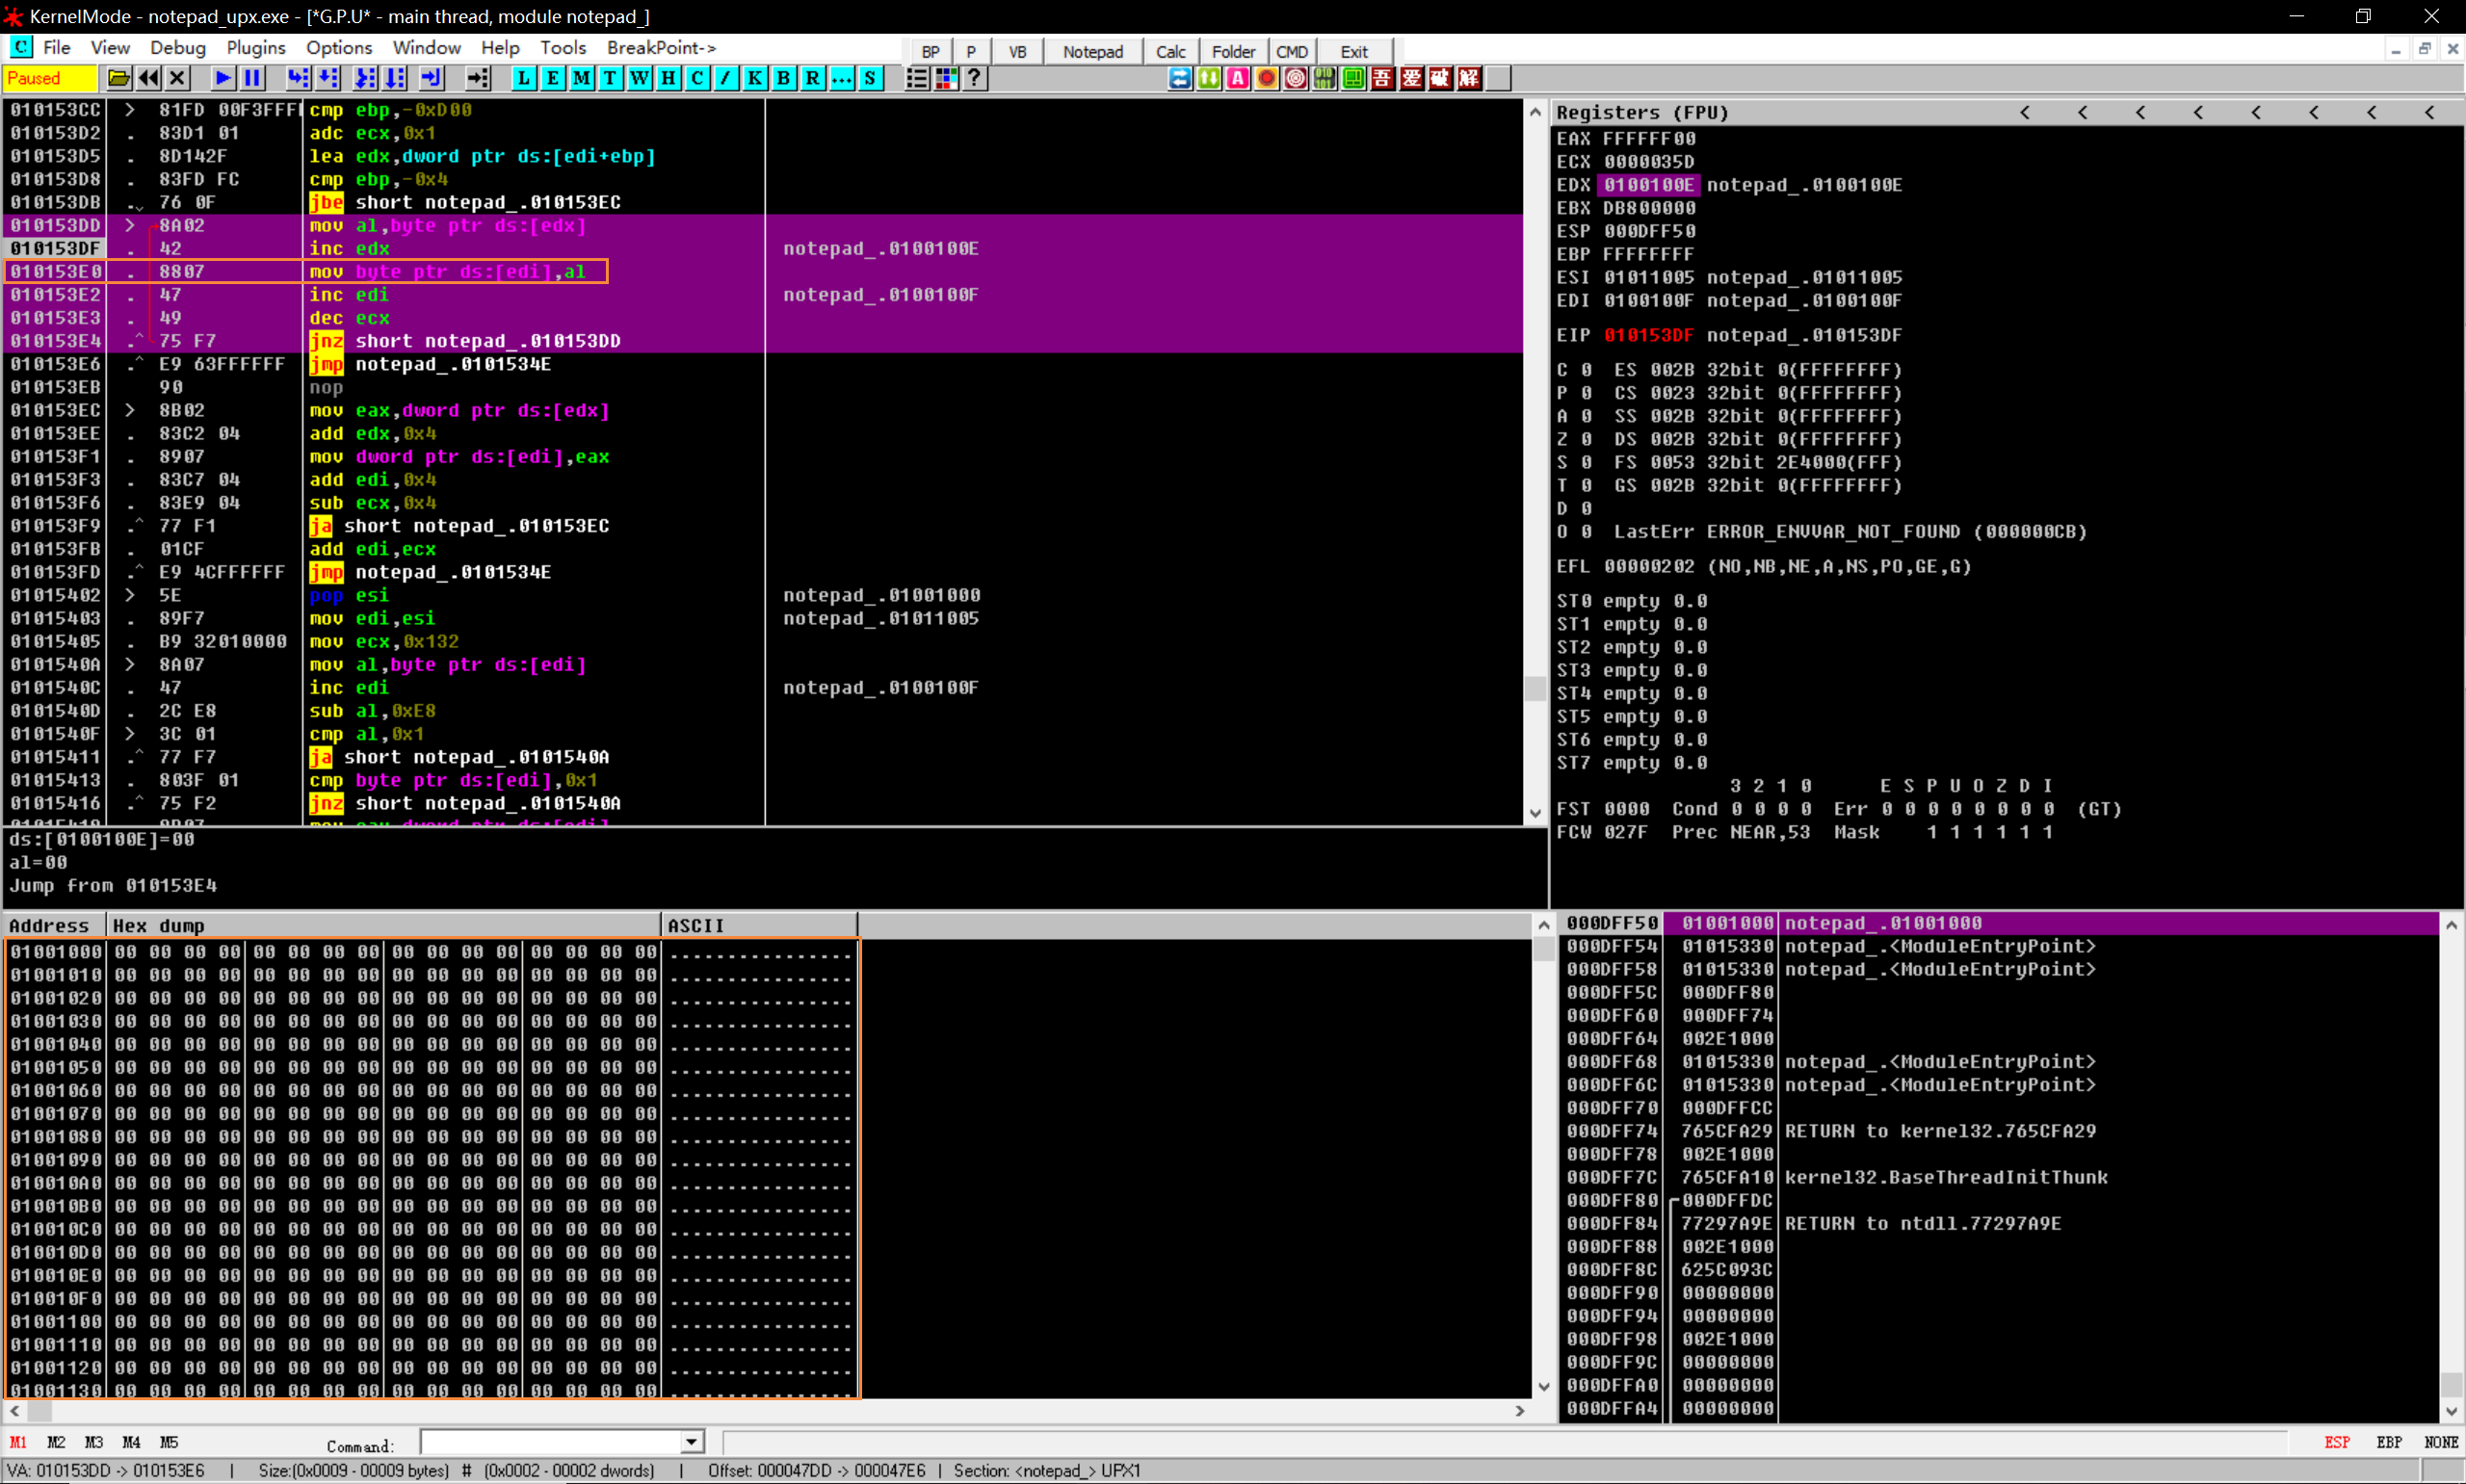 KernelMode - notepad_upx.exe - [*G.P.U* - main thread, module notepad_]
C File View Debug Plugins Options Window Help Tools BreakPoint-> BP P VB Notepad Calc Folder CMD Exit
Paused L E M T W H C / K B R ... S ? A 010 101 吾 爱 破 解
010153CC > 81FD 00F3FFF cmp ebp,-0xD00
010153D2 . 83D1 01 adc ecx,0x1
010153D5 . 8D142F lea edx,dword ptr ds:[edi+ebp]
010153D8 . 83FD FC cmp ebp,-0x4
010153DB . 76 0F jbe short notepad_.010153EC
010153DD > 8A02 mov al,byte ptr ds:[edx]
010153DF . 42 inc edx notepad_.0100100E
010153E0 . 8807 mov byte ptr ds:[edi],al
010153E2 . 47 inc edi notepad_.0100100F
010153E3 . 49 dec ecx
010153E4 .^ 75 F7 jnz short notepad_.010153DD
010153E6 .^ E9 63FFFFFF jmp notepad_.0101534E
010153EB 90 nop
010153EC > 8B02 mov eax,dword ptr ds:[edx]
010153EE . 83C2 04 add edx,0x4
010153F1 . 8907 mov dword ptr ds:[edi],eax
010153F3 . 83C7 04 add edi,0x4
010153F6 . 83E9 04 sub ecx,0x4
010153F9 .^ 77 F1 ja short notepad_.010153EC
010153FB . 01CF add edi,ecx
010153FD .^ E9 4CFFFFFF jmp notepad_.0101534E
01015402 > 5E pop esi notepad_.01001000
01015403 . 89F7 mov edi,esi notepad_.01011005
01015405 . B9 32010000 mov ecx,0x132
0101540A > 8A07 mov al,byte ptr ds:[edi]
0101540C . 47 inc edi notepad_.0100100F
0101540D . 2C E8 sub al,0xE8
0101540F > 3C 01 cmp al,0x1
01015411 .^ 77 F7 ja short notepad_.0101540A
01015413 . 803F 01 cmp byte ptr ds:[edi],0x1
01015416 .^ 75 F2 jnz short notepad_.0101540A
ds:[0100100E]=00
al=00
Jump from 010153E4
Registers (FPU) < < < < < < < <
EAX FFFFFF00
ECX 0000035D
EDX 0100100E notepad_.0100100E
EBX DB800000
ESP 000DFF50
EBP FFFFFFFF
ESI 01011005 notepad_.01011005
EDI 0100100F notepad_.0100100F
EIP 010153DF notepad_.010153DF
C 0 ES 002B 32bit 0(FFFFFFFF)
P 0 CS 0023 32bit 0(FFFFFFFF)
A 0 SS 002B 32bit 0(FFFFFFFF)
Z 0 DS 002B 32bit 0(FFFFFFFF)
S 0 FS 0053 32bit 2E4000(FFF)
T 0 GS 002B 32bit 0(FFFFFFFF)
D 0
O 0 LastErr ERROR_ENVVAR_NOT_FOUND (000000CB)
EFL 00000202 (NO,NB,NE,A,NS,PO,GE,G)
ST0 empty 0.0
ST1 empty 0.0
ST2 empty 0.0
ST3 empty 0.0
ST4 empty 0.0
ST5 empty 0.0
ST6 empty 0.0
ST7 empty 0.0
3 2 1 0 E S P U O Z D I
FST 0000 Cond 0 0 0 0 Err 0 0 0 0 0 0 0 0 (GT)
FCW 027F Prec NEAR,53 Mask 1 1 1 1 1 1
Address Hex dump ASCII
01001000 00 00 00 00 00 00 00 00 00 00 00 00 00 00 00 00 ................
01001010 00 00 00 00 00 00 00 00 00 00 00 00 00 00 00 00 ................
01001020 00 00 00 00 00 00 00 00 00 00 00 00 00 00 00 00 ................
01001030 00 00 00 00 00 00 00 00 00 00 00 00 00 00 00 00 ................
01001040 00 00 00 00 00 00 00 00 00 00 00 00 00 00 00 00 ................
01001050 00 00 00 00 00 00 00 00 00 00 00 00 00 00 00 00 ................
01001060 00 00 00 00 00 00 00 00 00 00 00 00 00 00 00 00 ................
01001070 00 00 00 00 00 00 00 00 00 00 00 00 00 00 00 00 ................
01001080 00 00 00 00 00 00 00 00 00 00 00 00 00 00 00 00 ................
01001090 00 00 00 00 00 00 00 00 00 00 00 00 00 00 00 00 ................
010010A0 00 00 00 00 00 00 00 00 00 00 00 00 00 00 00 00 ................
010010B0 00 00 00 00 00 00 00 00 00 00 00 00 00 00 00 00 ................
010010C0 00 00 00 00 00 00 00 00 00 00 00 00 00 00 00 00 ................
010010D0 00 00 00 00 00 00 00 00 00 00 00 00 00 00 00 00 ................
010010E0 00 00 00 00 00 00 00 00 00 00 00 00 00 00 00 00 ................
010010F0 00 00 00 00 00 00 00 00 00 00 00 00 00 00 00 00 ................
01001100 00 00 00 00 00 00 00 00 00 00 00 00 00 00 00 00 ................
01001110 00 00 00 00 00 00 00 00 00 00 00 00 00 00 00 00 ................
01001120 00 00 00 00 00 00 00 00 00 00 00 00 00 00 00 00 ................
01001130 00 00 00 00 00 00 00 00 00 00 00 00 00 00 00 00 ................
000DFF50 01001000 notepad_.01001000
000DFF54 01015330 notepad_.<ModuleEntryPoint>
000DFF58 01015330 notepad_.<ModuleEntryPoint>
000DFF5C 000DFF80
000DFF60 000DFF74
000DFF64 002E1000
000DFF68 01015330 notepad_.<ModuleEntryPoint>
000DFF6C 01015330 notepad_.<ModuleEntryPoint>
000DFF70 000DFFCC
000DFF74 765CFA29 RETURN to kernel32.765CFA29
000DFF78 002E1000
000DFF7C 765CFA10 kernel32.BaseThreadInitThunk
000DFF80 000DFFDC
000DFF84 77297A9E RETURN to ntdll.77297A9E
000DFF88 002E1000
000DFF8C 625C093C
000DFF90 00000000
000DFF94 00000000
000DFF98 002E1000
000DFF9C 00000000
000DFFA0 00000000
000DFFA4 00000000
M1 M2 M3 M4 M5 Command: ESP EBP NONE
VA: 010153DD -> 010153E6 | Size:(0x0009 - 00009 bytes) # (0x0002 - 00002 dwords) | Offset: 000047DD -> 000047E6 | Section: <notepad_> UPX1